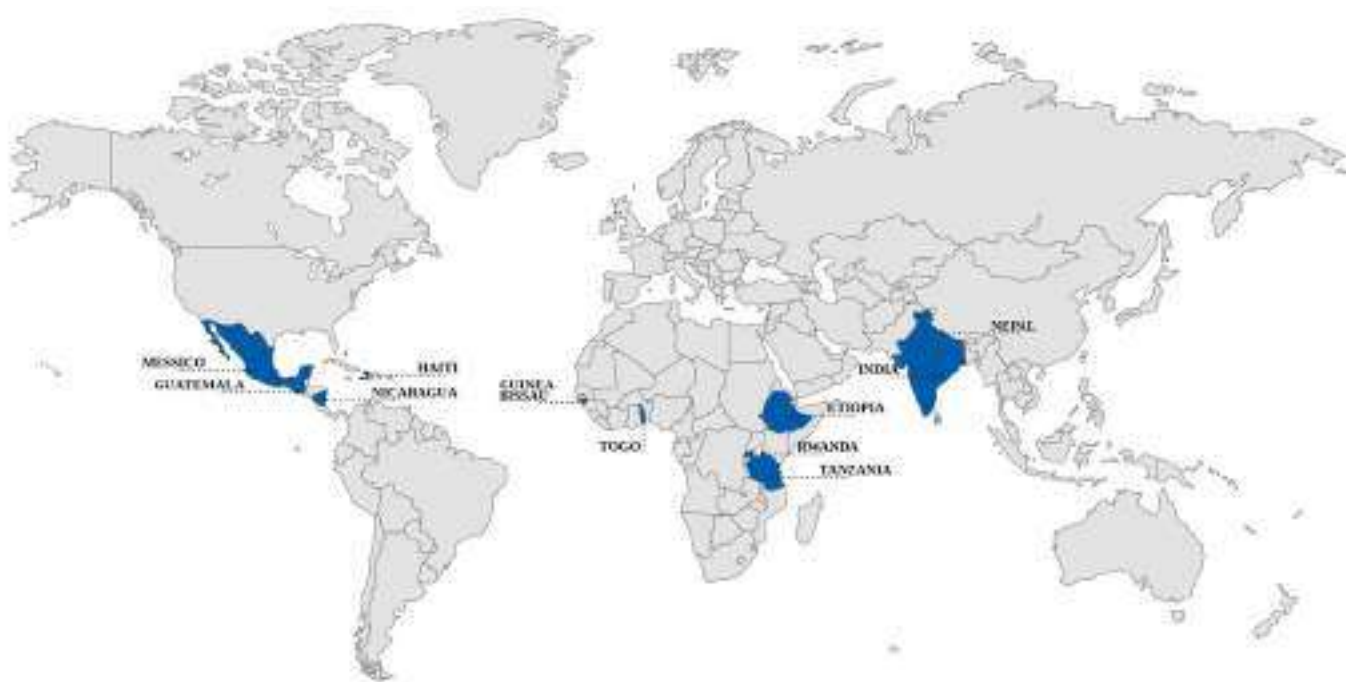 NEPAL
MESSICO
HAITI
INDIA
GUATEMALA
NICARAGUA
GUINEA
BISSAU
ETIOPIA
TOGO
RWANDA
TANZANIA